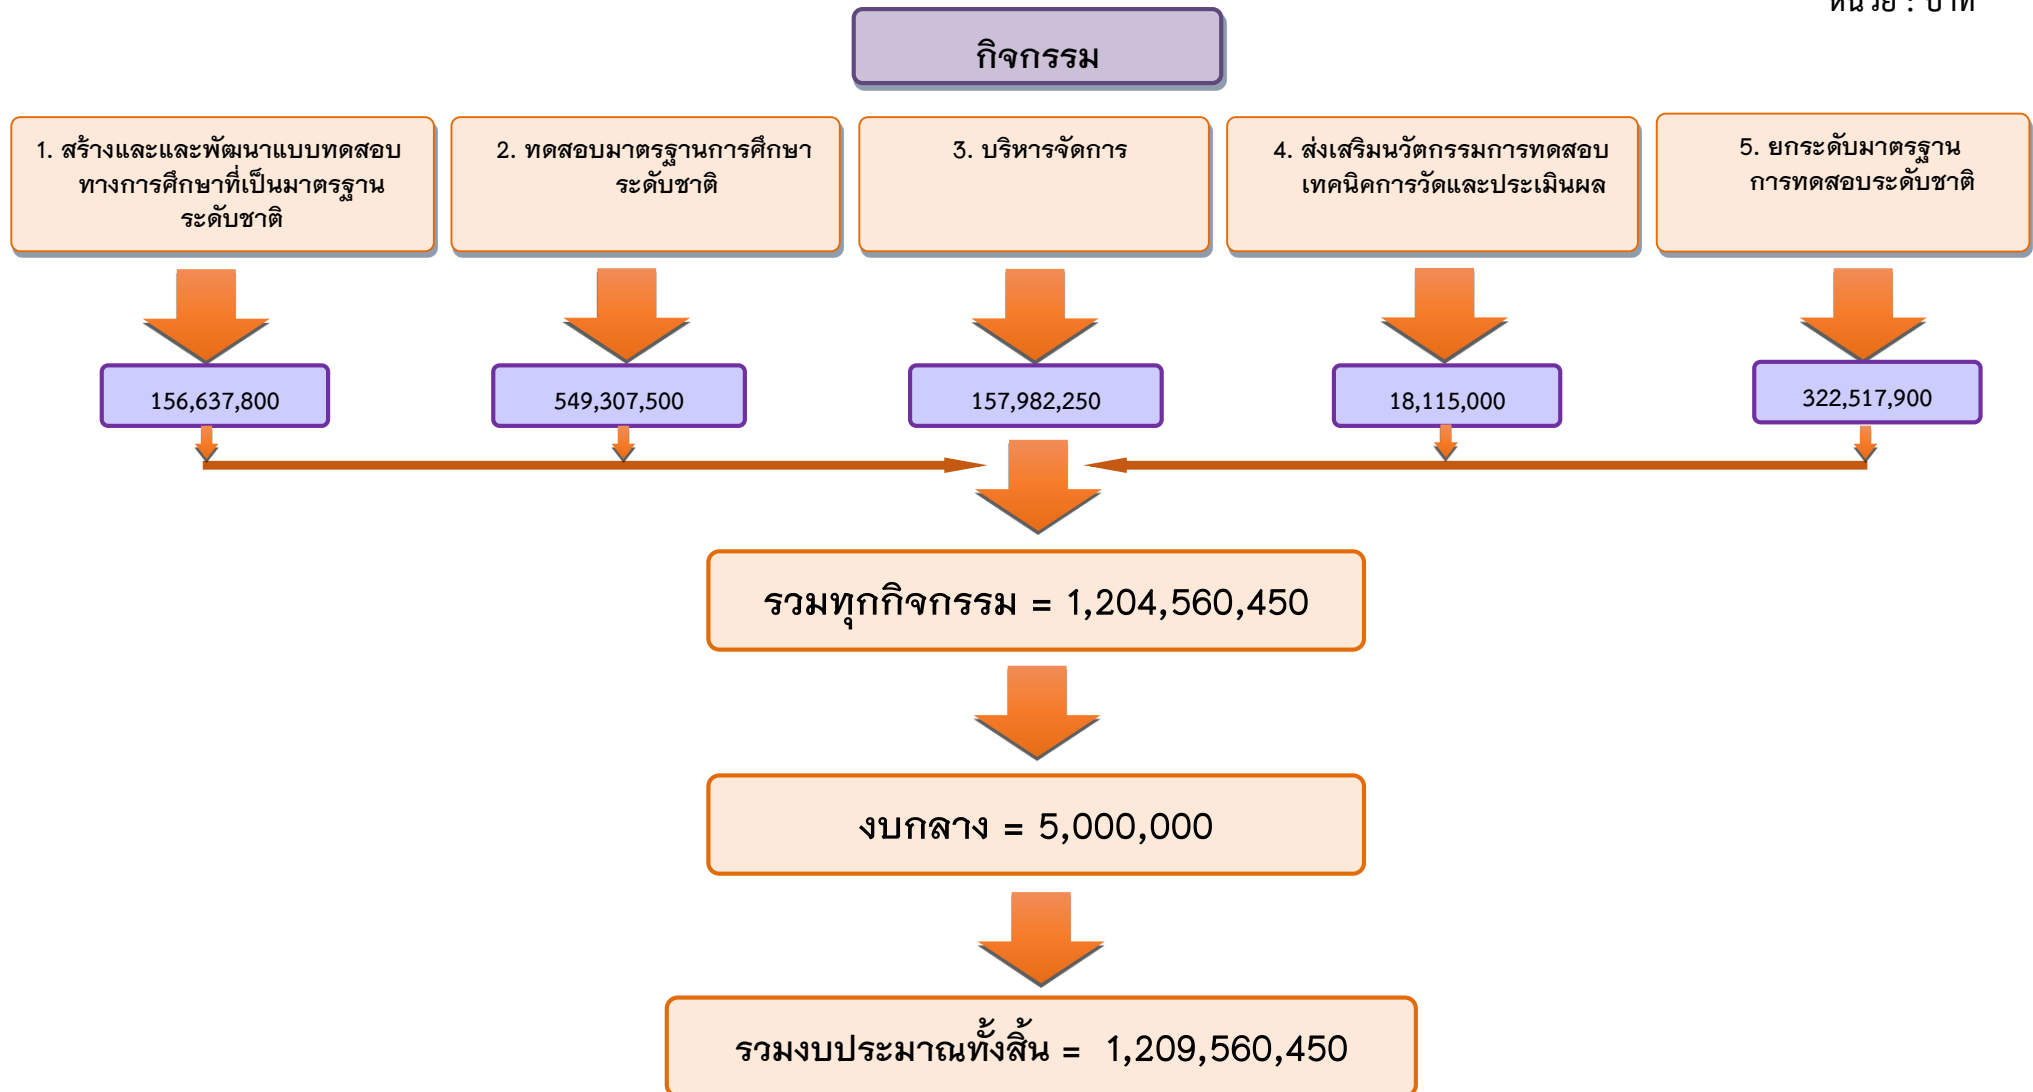 หน่วย : บาท
กิจกรรม
1. สร้างและและพัฒนาแบบทดสอบ
ทางการศึกษาที่เป็นมาตรฐาน
ระดับชาติ
2. ทดสอบมาตรฐานการศึกษา
ระดับชาติ
3. บริหารจัดการ
4. ส่งเสริมนวัตกรรมการทดสอบ
เทคนิคการวัดและประเมินผล
5. ยกระดับมาตรฐาน
การทดสอบระดับชาติ
156,637,800
549,307,500
157,982,250
18,115,000
322,517,900
รวมทุกกิจกรรม = 1,204,560,450
งบกลาง = 5,000,000
รวมงบประมาณทั้งสิ้น = 1,209,560,450